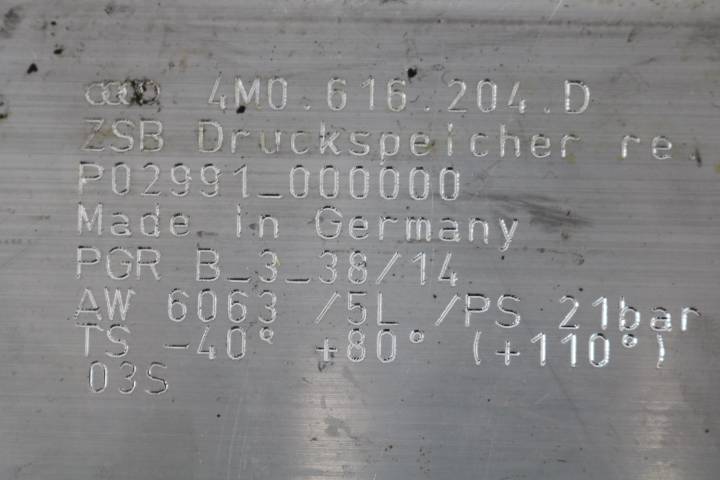 4M0.616.204.D
ZSB Druckspeicher re.
P02991_000000
Made in Germany
PGR B_3_38/14
AW 6063 /5L /PS 21bar
TS -40° +80° (+110°)
03S